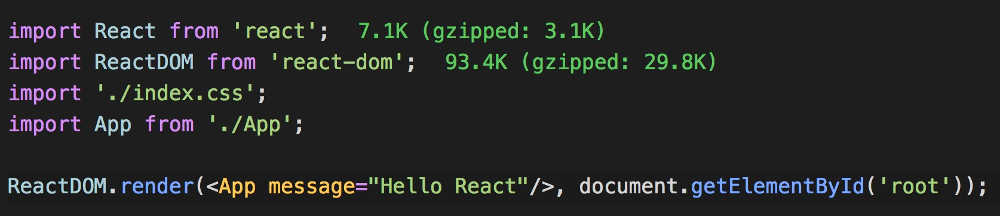 import React from 'react';  7.1K (gzipped: 3.1K)
import ReactDOM from 'react-dom';  93.4K (gzipped: 29.8K)
import './index.css';
import App from './App';
ReactDOM.render(<App message="Hello React"/>, document.getElementById('root'));